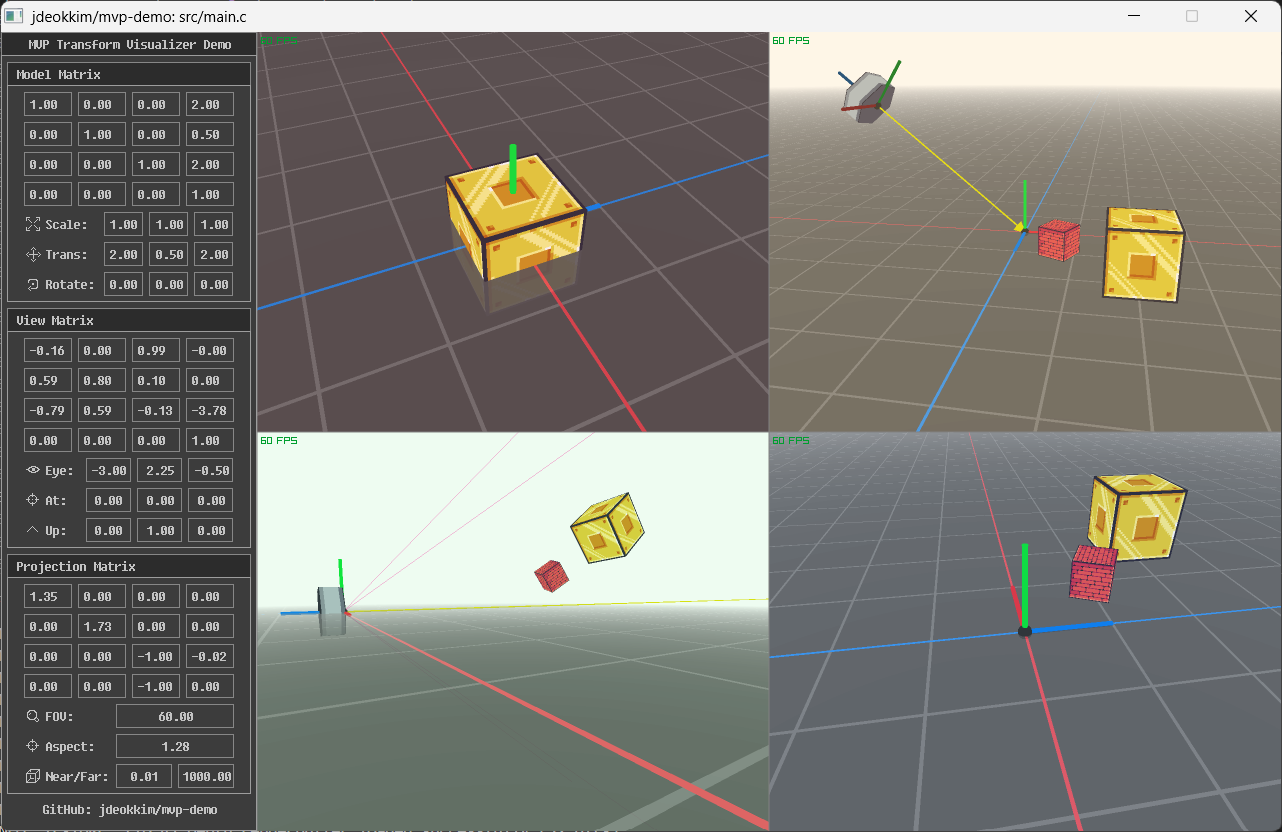 jdeokkim/mvp-demo: src/main.c
MVP Transform Visualizer Demo
Model Matrix
1.00 0.00 0.00 2.00
0.00 1.00 0.00 0.50
0.00 0.00 1.00 2.00
0.00 0.00 0.00 1.00
Scale: 1.00 1.00 1.00
Trans: 2.00 0.50 2.00
Rotate: 0.00 0.00 0.00
View Matrix
-0.16 0.00 0.99 -0.00
0.59 0.80 0.10 0.00
-0.79 0.59 -0.13 -3.78
0.00 0.00 0.00 1.00
Eye: -3.00 2.25 -0.50
At: 0.00 0.00 0.00
Up: 0.00 1.00 0.00
Projection Matrix
1.35 0.00 0.00 0.00
0.00 1.73 0.00 0.00
0.00 0.00 -1.00 -0.02
0.00 0.00 -1.00 0.00
FOV: 60.00
Aspect: 1.28
Near/Far: 0.01 1000.00
GitHub: jdeokkim/mvp-demo
60 FPS
60 FPS
60 FPS
60 FPS